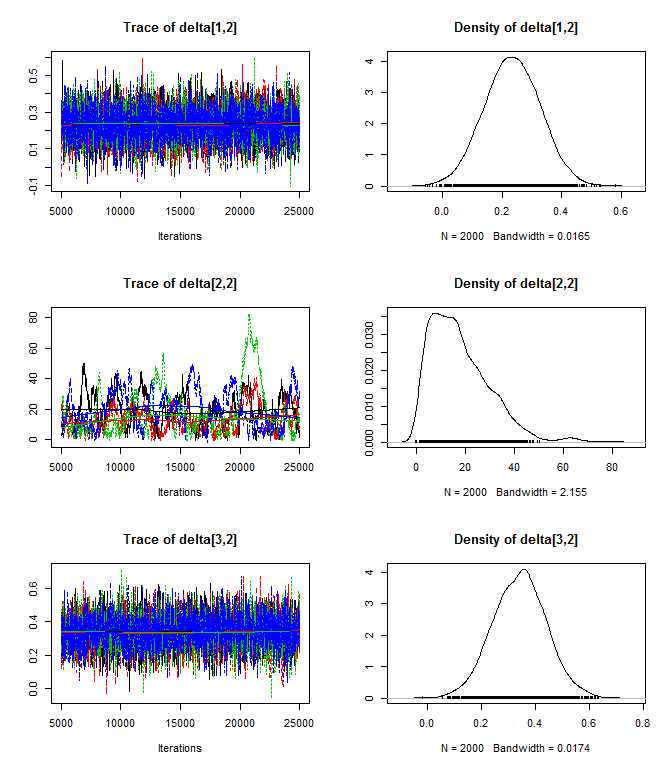 Trace of delta[1,2]
Density of delta[1,2]
0.5
0.3
0.1
-0.1
5000 10000 15000 20000 25000
Iterations
4
3
2
1
0
0.0 0.2 0.4 0.6
N = 2000 Bandwidth = 0.0165
Trace of delta[2,2]
Density of delta[2,2]
80
60
40
20
0
5000 10000 15000 20000 25000
Iterations
0.030
0.020
0.010
0.000
0 20 40 60 80
N = 2000 Bandwidth = 2.155
Trace of delta[3,2]
Density of delta[3,2]
0.6
0.4
0.2
0.0
5000 10000 15000 20000 25000
Iterations
4
3
2
1
0
0.0 0.2 0.4 0.6 0.8
N = 2000 Bandwidth = 0.0174